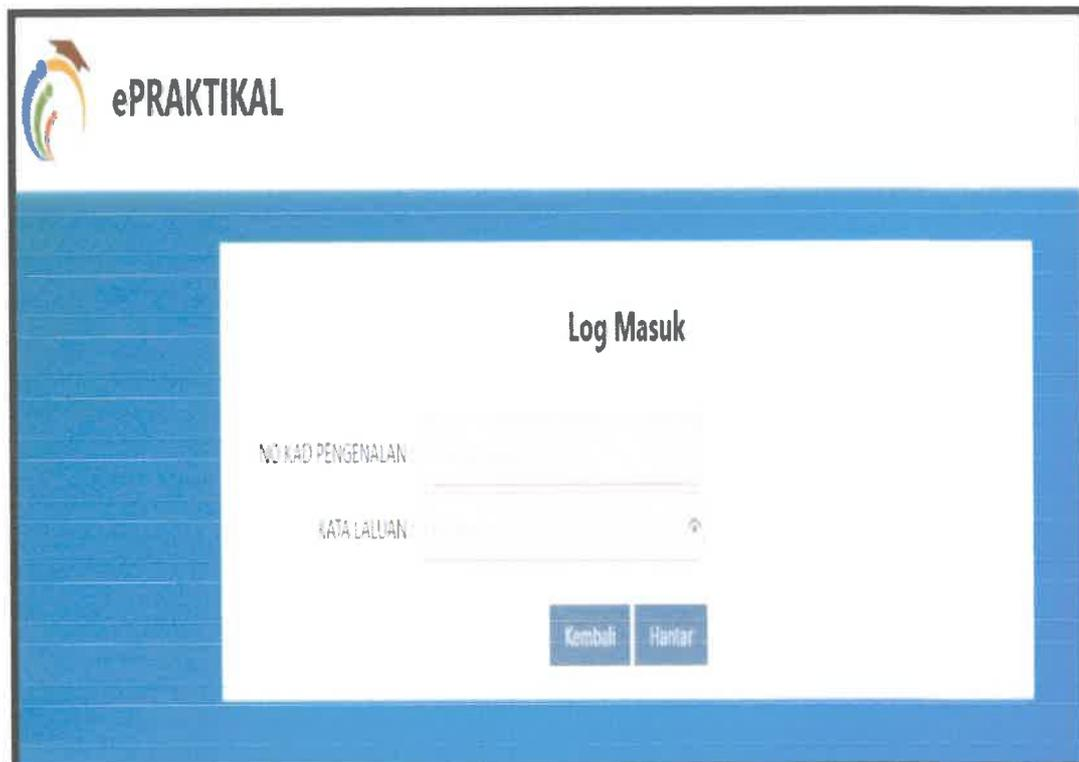 ePRAKTIKAL
Log Masuk
NO KAD PENGENALAN :
KATA LALUAN :
Kembali Hantar